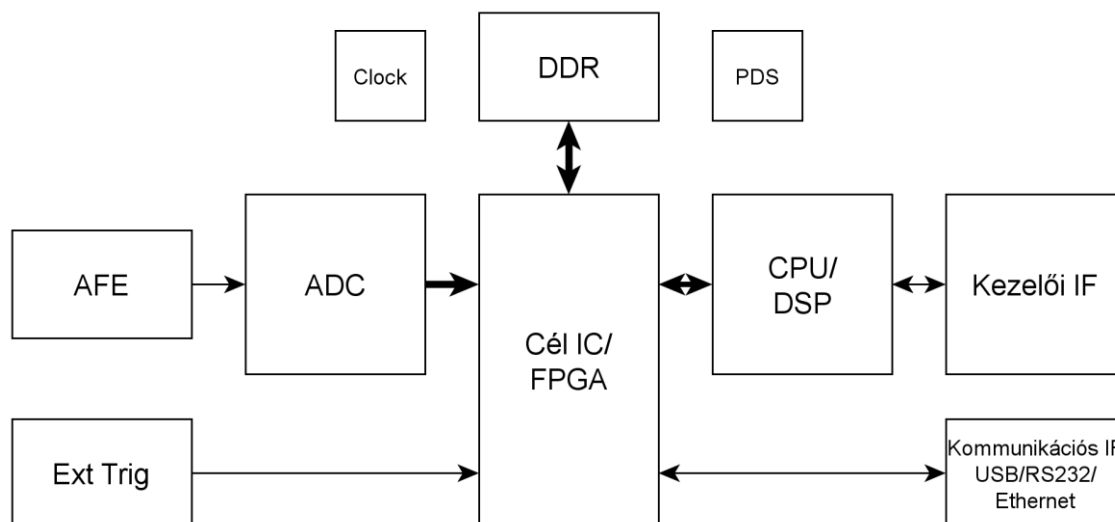 Clock
DDR
PDS
AFE
ADC
Cél IC/
FPGA
CPU/
DSP
Kezelői IF
Ext Trig
Kommunikációs IF
USB/RS232/
Ethernet